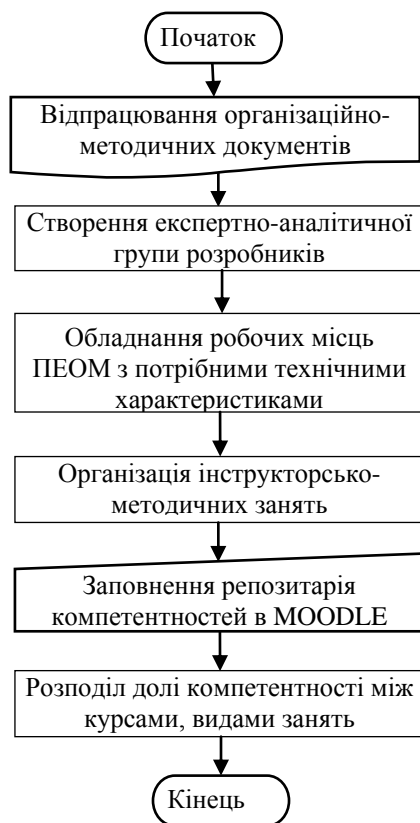 Початок
Відпрацювання організаційно-
методичних документів
Створення експертно-аналітичної
групи розробників
Обладнання робочих місць
ПЕОМ з потрібними технічними
характеристиками
Організація інструкторсько-
методичних занять
Заповнення репозитарія
компетентностей в MOODLE
Розподіл долі компетентності між
курсами, видами занять
Кінець